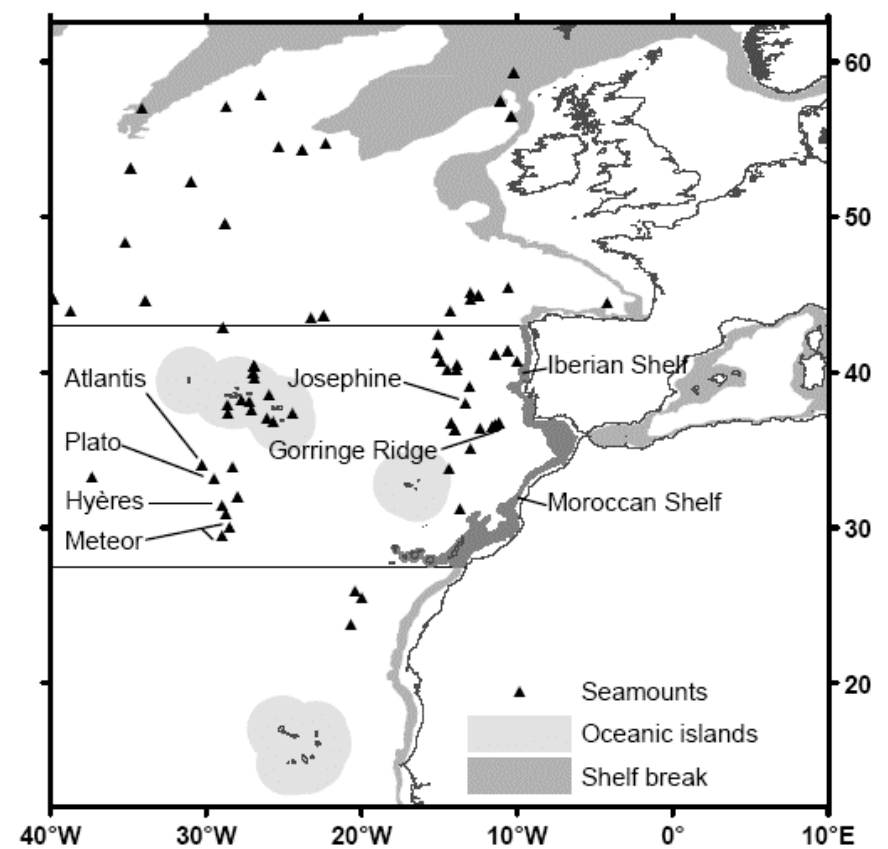 60
50
40
30
20
Atlantis
Josephine
Iberian Shelf
Plato
Gorringe Ridge
Hyères
Moroccan Shelf
Meteor
Seamounts
Oceanic islands
Shelf break
40°W
30°W
20°W
10°W
0°
10°E